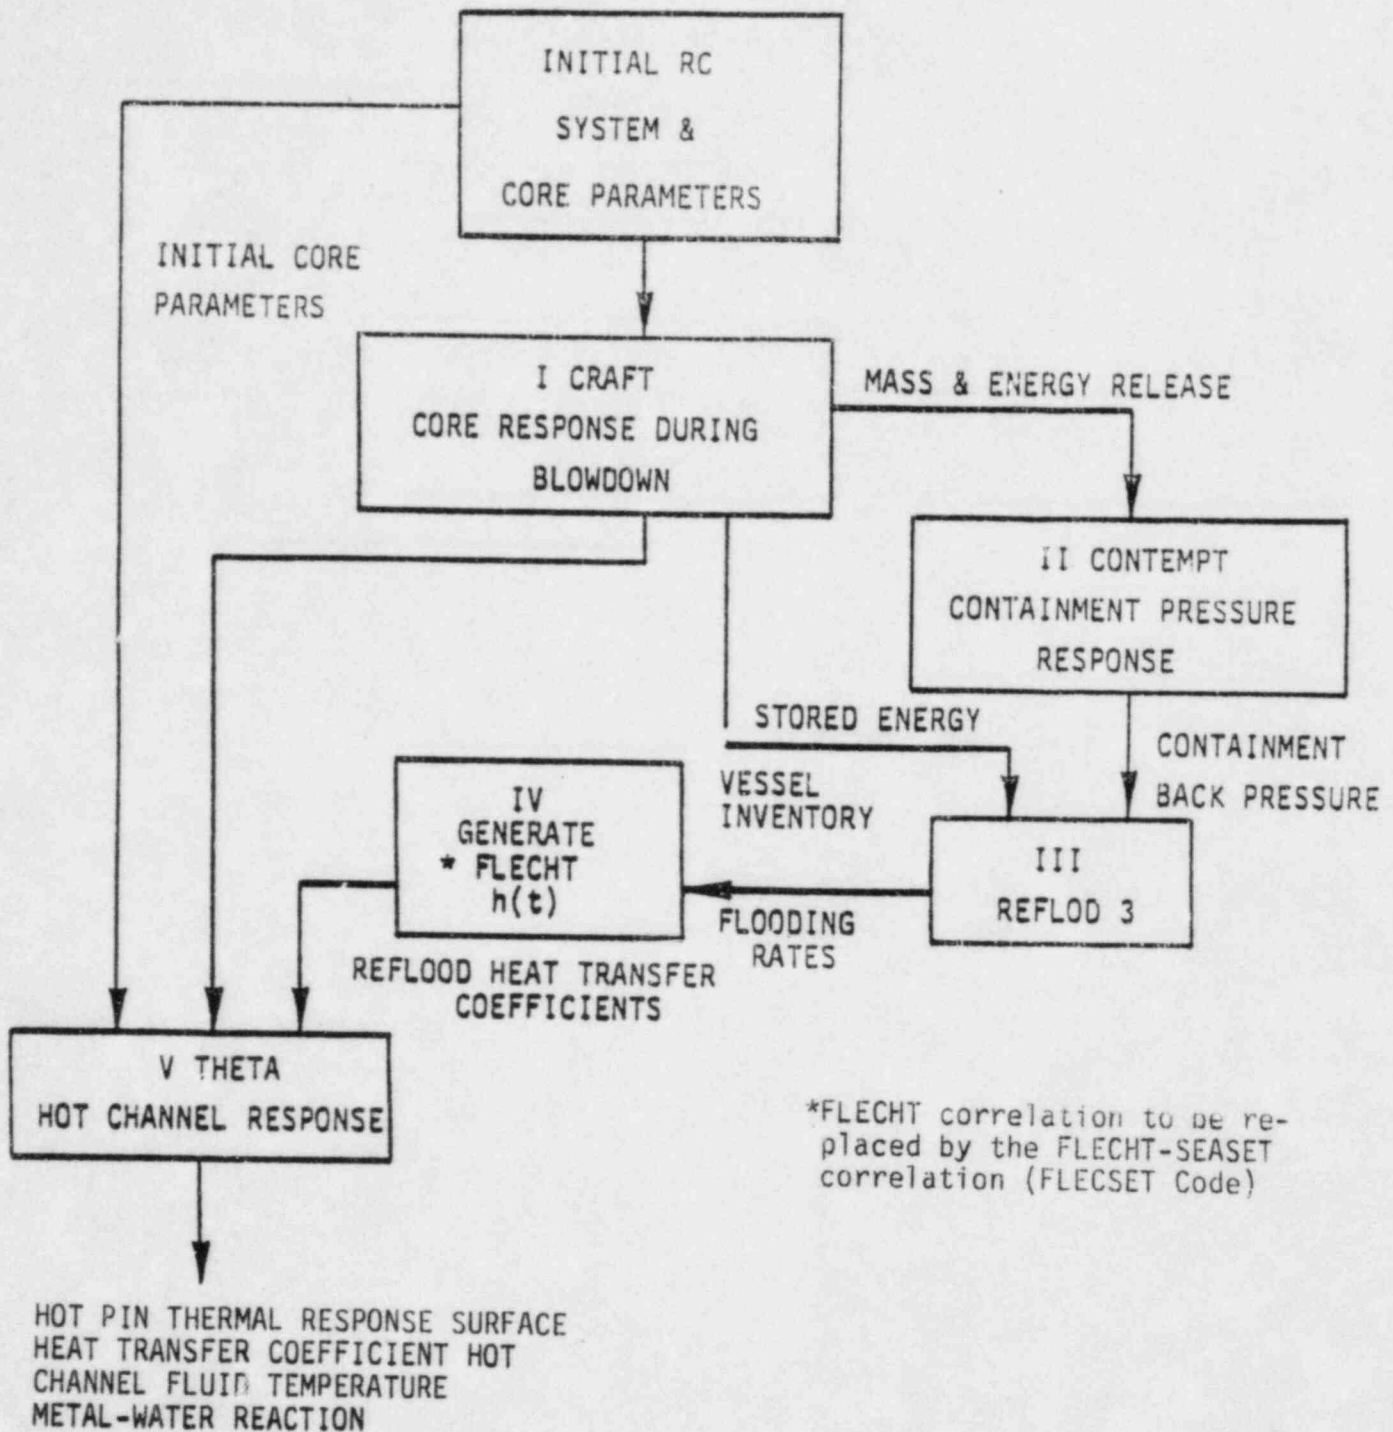 INITIAL RC
SYSTEM &
CORE PARAMETERS
INITIAL CORE
PARAMETERS
I CRAFT
CORE RESPONSE DURING
BLOWDOWN
MASS & ENERGY RELEASE
II CONTEMPT
CONTAINMENT PRESSURE
RESPONSE
STORED ENERGY
VESSEL
INVENTORY
CONTAINMENT
BACK PRESSURE
IV
GENERATE
* FLECHT
h(t)
III
REFLOD 3
FLOODING
RATES
REFLOOD HEAT TRANSFER
COEFFICIENTS
V THETA
HOT CHANNEL RESPONSE
*FLECHT correlation to be re-
placed by the FLECHT-SEASET
correlation (FLECSET Code)
HOT PIN THERMAL RESPONSE SURFACE
HEAT TRANSFER COEFFICIENT HOT
CHANNEL FLUID TEMPERATURE
METAL-WATER REACTION